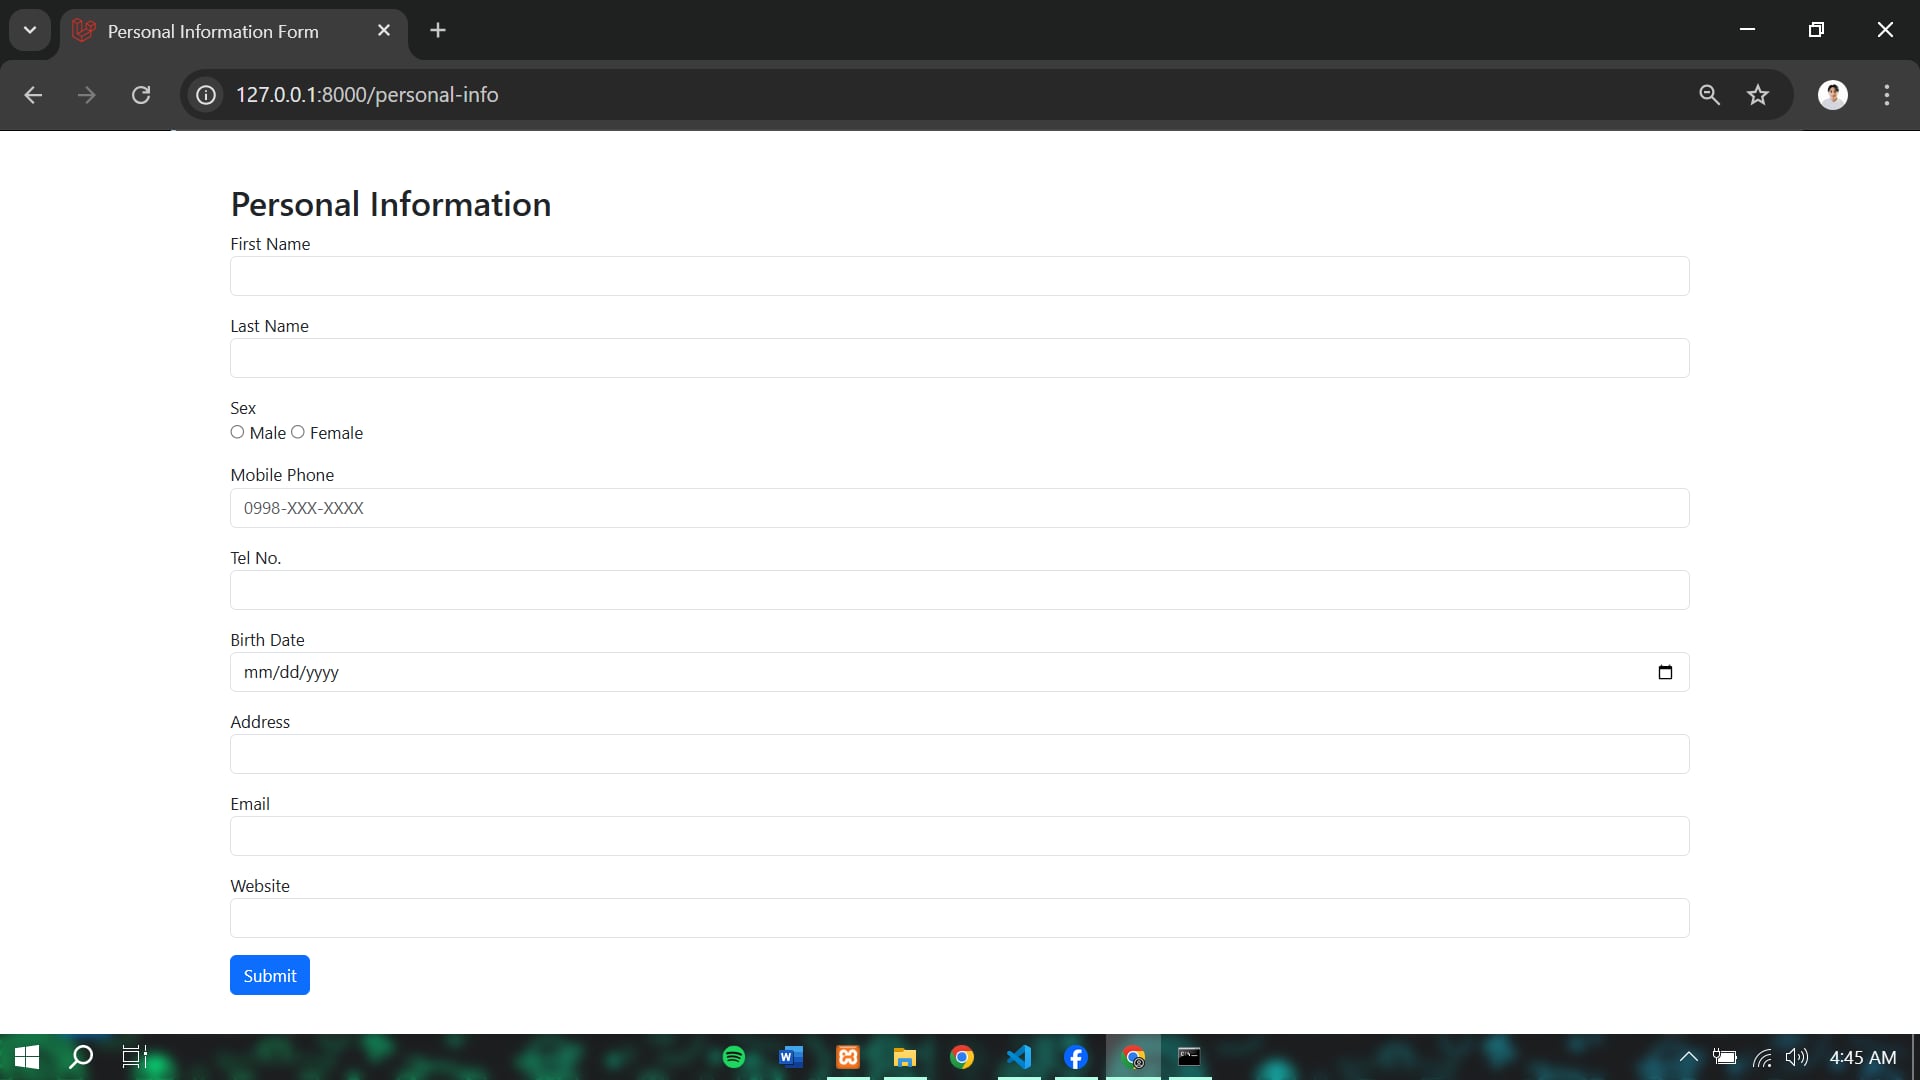 Personal Information Form
127.0.0.1:8000/personal-info
Personal Information
First Name
Last Name
Sex
Male Female
Mobile Phone
0998-XXX-XXXX
Tel No.
Birth Date
mm/dd/yyyy
Address
Email
Website
Submit
4:45 AM